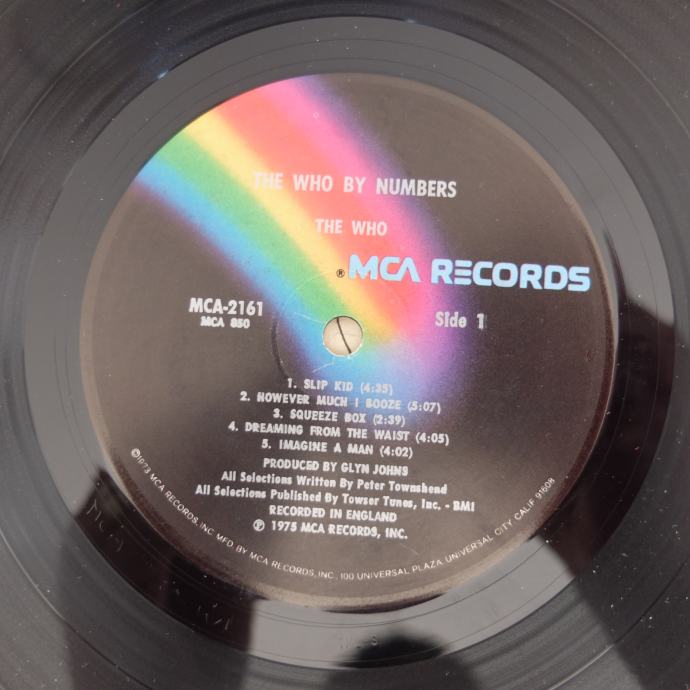 THE WHO BY NUMBERS
THE WHO
® MCA RECORDS
MCA-2161
MCA 850
Side 1
1. SLIP KID (4:35)
2. HOWEVER MUCH I BOOZE (5:07)
3. SQUEEZE BOX (2:39)
4. DREAMING FROM THE WAIST (4:05)
5. IMAGINE A MAN (4:02)
PRODUCED BY GLYN JOHNS
All Selections Written By Peter Townshend
All Selections Published By Towser Tunes, Inc. - BMI
RECORDED IN ENGLAND
℗ 1975 MCA RECORDS, INC.
©1973 MCA RECORDS, INC. MFD BY MCA RECORDS, INC., 100 UNIVERSAL PLAZA, UNIVERSAL CITY, CALIF. 91608